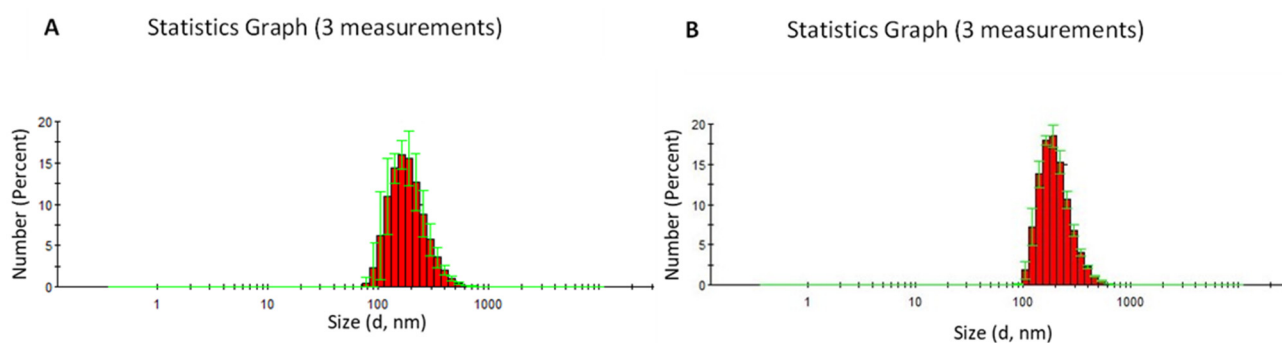 A
Statistics Graph (3 measurements)
Number (Percent)
20
15
10
5
0
1
10
100
1000
Size (d, nm)
B
Statistics Graph (3 measurements)
Number (Percent)
20
15
10
5
0
1
10
100
1000
Size (d, nm)